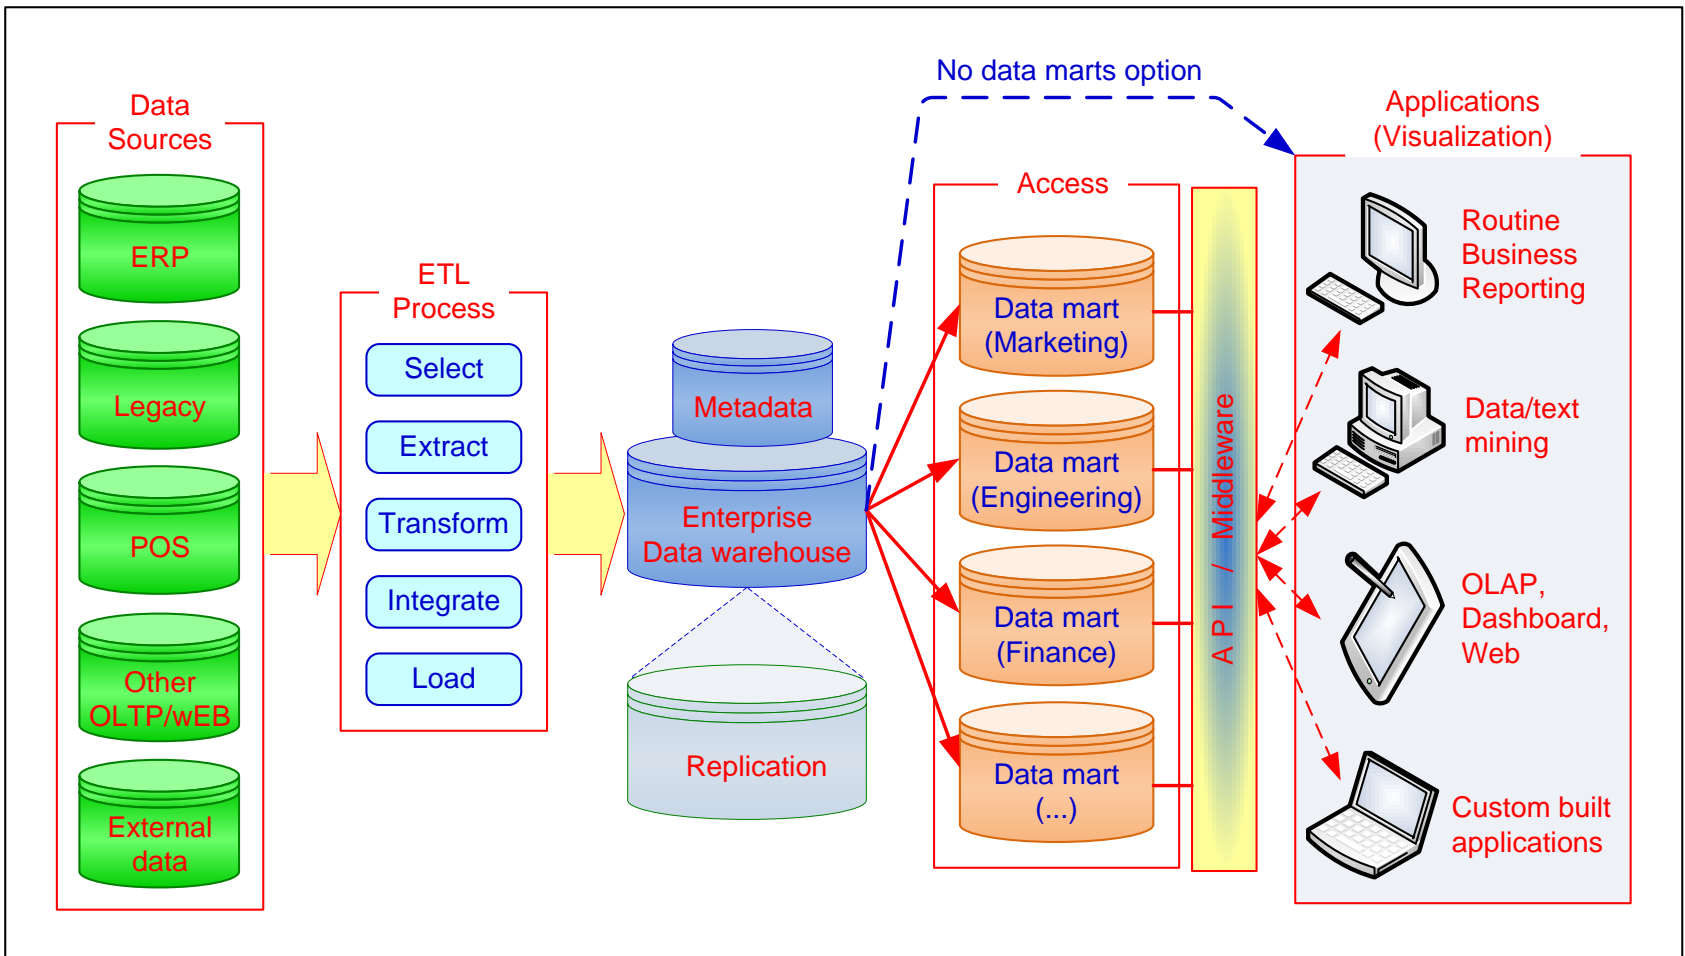 Data
Sources
ERP
Legacy
POS
Other
OLTP/wEB
External
data
ETL
Process
Select
Extract
Transform
Integrate
Load
Metadata
Enterprise
Data warehouse
Replication
No data marts option
Access
Data mart
(Marketing)
Data mart
(Engineering)
Data mart
(Finance)
Data mart
(...)
API / Middleware
Applications
(Visualization)
Routine
Business
Reporting
Data/text
mining
OLAP,
Dashboard,
Web
Custom built
applications